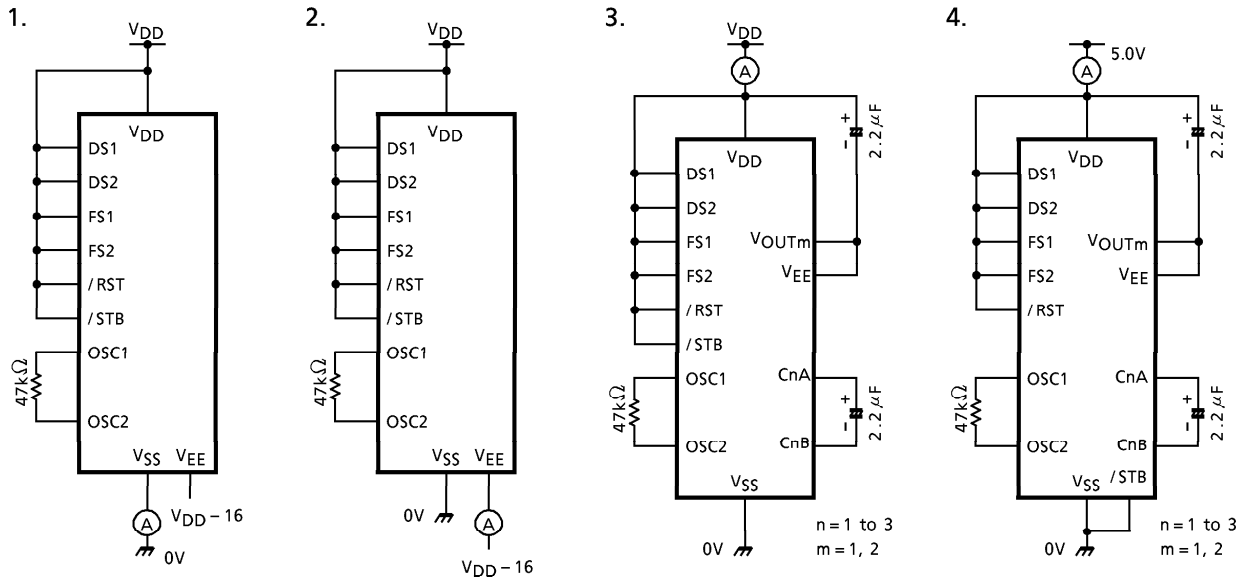 1.
VDD
VDD
DS1
DS2
FS1
FS2
/RST
/STB
OSC1
47kΩ
OSC2
VSS
VEE
A
VDD−16
0V
2.
VDD
VDD
DS1
DS2
FS1
FS2
/RST
/STB
OSC1
47kΩ
OSC2
VSS
VEE
0V
A
VDD−16
3.
VDD
A
+
-
2.2μF
VDD
DS1
DS2
FS1
VOUTm
FS2
VEE
/RST
/STB
OSC1
CnA
47kΩ
+
-
2.2μF
OSC2
CnB
VSS
0V
n=1 to 3
m=1, 2
4.
5.0V
A
+
-
2.2μF
VDD
DS1
DS2
FS1
VOUTm
FS2
VEE
/RST
OSC1
CnA
47kΩ
+
-
2.2μF
OSC2
CnB
VSS
/STB
0V
n=1 to 3
m=1, 2